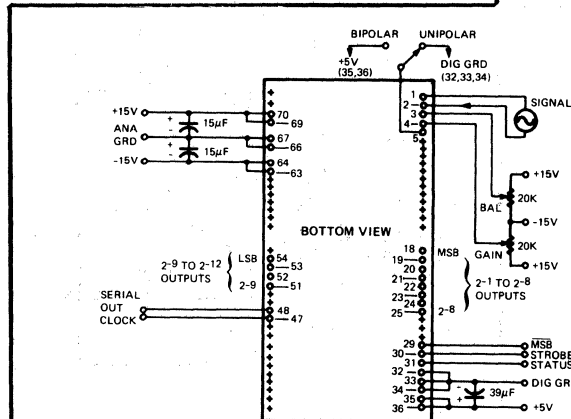 BIPOLAR UNIPOLAR
+5V
(35,36)
DIG GRD
(32,33,34)
+15V
ANA
GRD
-15V
+
-
15µF
+
-
15µF
70
69
67
66
64
63
1
2
3
4
5
SIGNAL
+15V
20K
BAL
-15V
20K
GAIN
+15V
BOTTOM VIEW
2-9 TO 2-12
OUTPUTS
LSB
2-9
54
53
52
51
SERIAL
OUT
CLOCK
48
47
18
19
20
21
22
23
24
25
MSB
2-8
2-1 TO 2-8
OUTPUTS
29
30
31
32
33
34
35
36
MSB
STROBE
STATUS
DIG GR
-
+
39µF
+5V